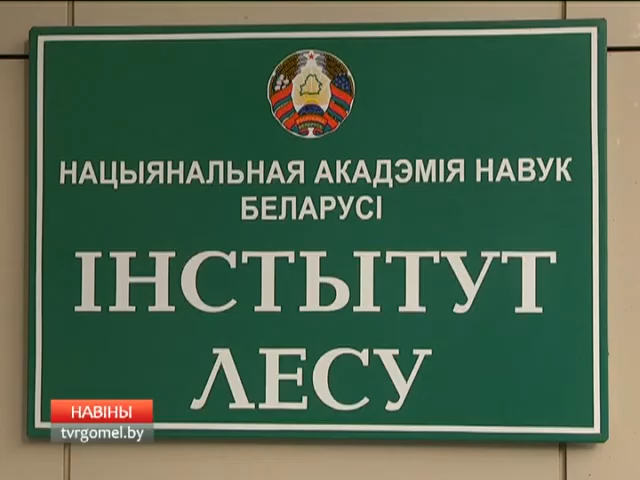 НАЦЫЯНАЛЬНАЯ АКАДЭМІЯ НАВУК
БЕЛАРУСІ
ІНСТЫТУТ
ЛЕСУ
НАВІНЫ
tvrgomel.by